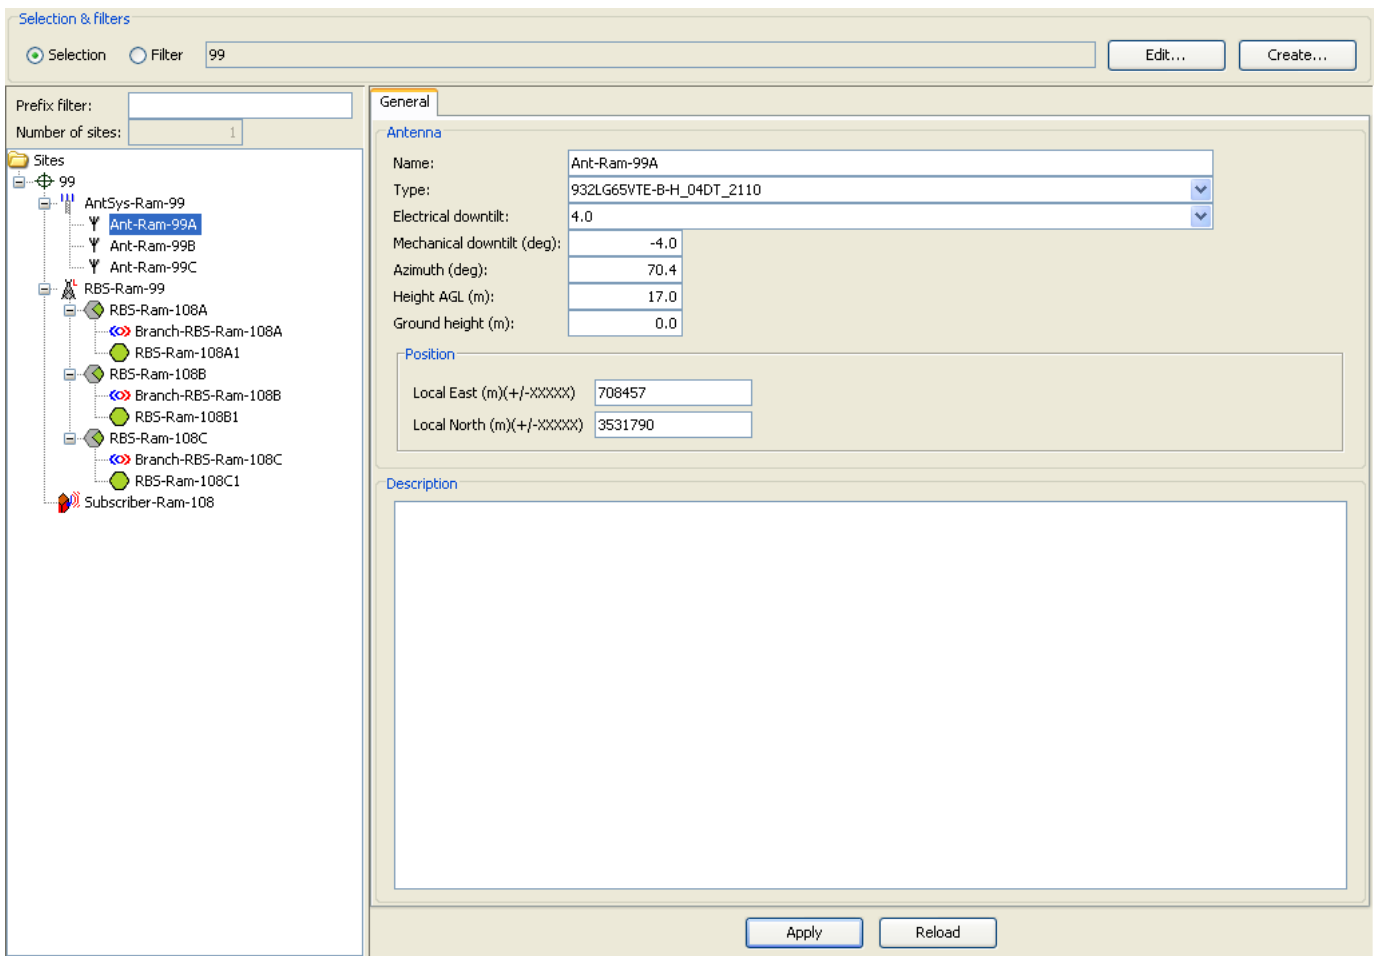 Selection & filters
Selection Filter 99 Edit... Create...
Prefix filter:
Number of sites: 1
Sites
99
AntSys-Ram-99
Ant-Ram-99A
Ant-Ram-99B
Ant-Ram-99C
RBS-Ram-99
RBS-Ram-108A
Branch-RBS-Ram-108A
RBS-Ram-108A1
RBS-Ram-108B
Branch-RBS-Ram-108B
RBS-Ram-108B1
RBS-Ram-108C
Branch-RBS-Ram-108C
RBS-Ram-108C1
Subscriber-Ram-108
General
Antenna
Name: Ant-Ram-99A
Type: 932LG65VTE-B-H_04DT_2110
Electrical downtilt: 4.0
Mechanical downtilt (deg): -4.0
Azimuth (deg): 70.4
Height AGL (m): 17.0
Ground height (m): 0.0
Position
Local East (m)(+/-XXXXX) 708457
Local North (m)(+/-XXXXX) 3531790
Description
Apply Reload